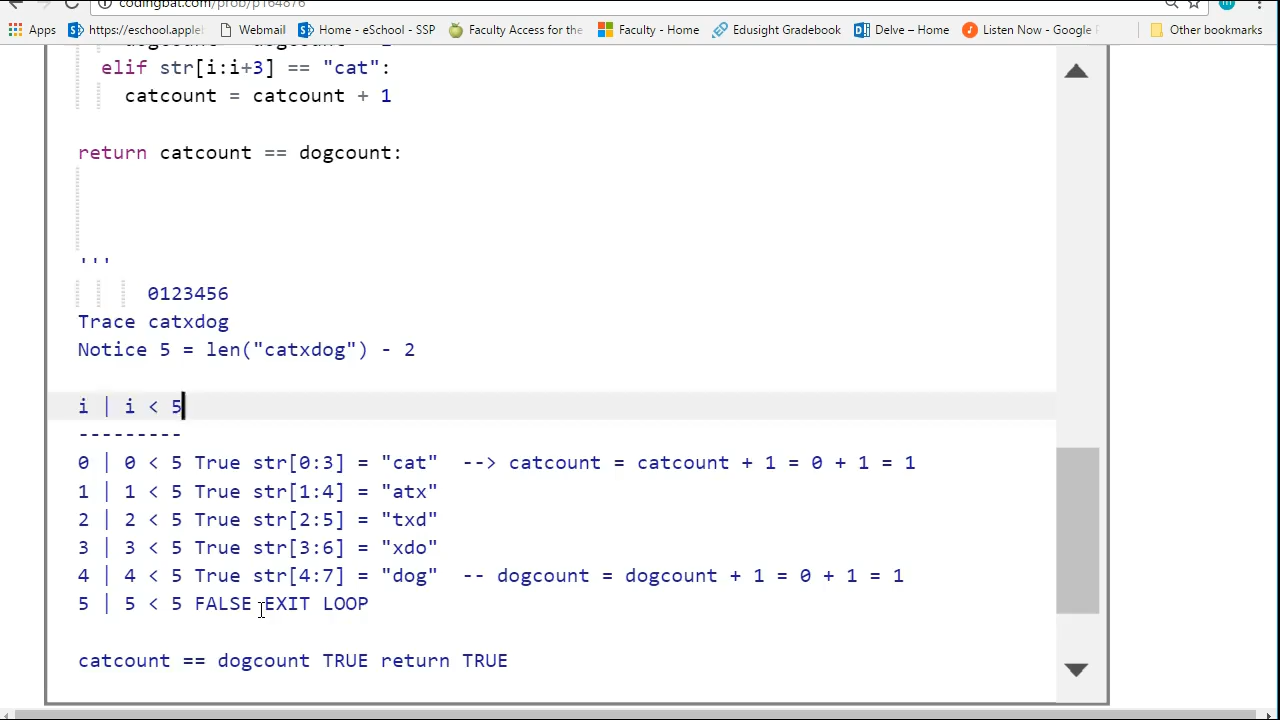 codingbat.com/prob/p164876
Apps https://eschool.apple Webmail Home - eSchool - SSP Faculty Access for the Faculty - Home Edusight Gradebook Delve – Home Listen Now - Google Other bookmarks
elif str[i:i+3] == "cat":
catcount = catcount + 1
return catcount == dogcount:
'''
0123456
Trace catxdog
Notice 5 = len("catxdog") - 2
i | i < 5
---------
0 | 0 < 5 True str[0:3] = "cat" --> catcount = catcount + 1 = 0 + 1 = 1
1 | 1 < 5 True str[1:4] = "atx"
2 | 2 < 5 True str[2:5] = "txd"
3 | 3 < 5 True str[3:6] = "xdo"
4 | 4 < 5 True str[4:7] = "dog" -- dogcount = dogcount + 1 = 0 + 1 = 1
5 | 5 < 5 FALSE EXIT LOOP
catcount == dogcount TRUE return TRUE